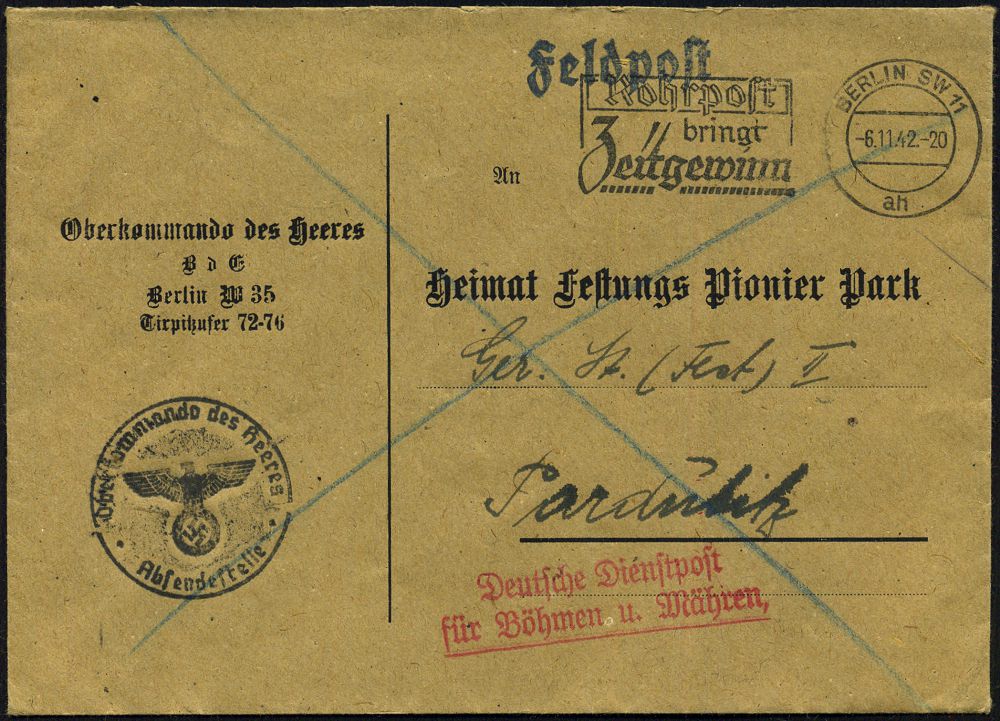 Feldpost
Rohrpost
bringt
Zeitgewinn
BERLIN SW 11
-6.11.42.-20
ah
An
Oberkommando des Heeres
B d E
Berlin W 35
Tirpitzufer 72-76
Heimat Festungs Pionier Park
Ger. St. (Fest) II
Pardubitz
Oberkommando des Heeres
Absendestelle
Deutsche Dienstpost
für Böhmen u. Mähren,